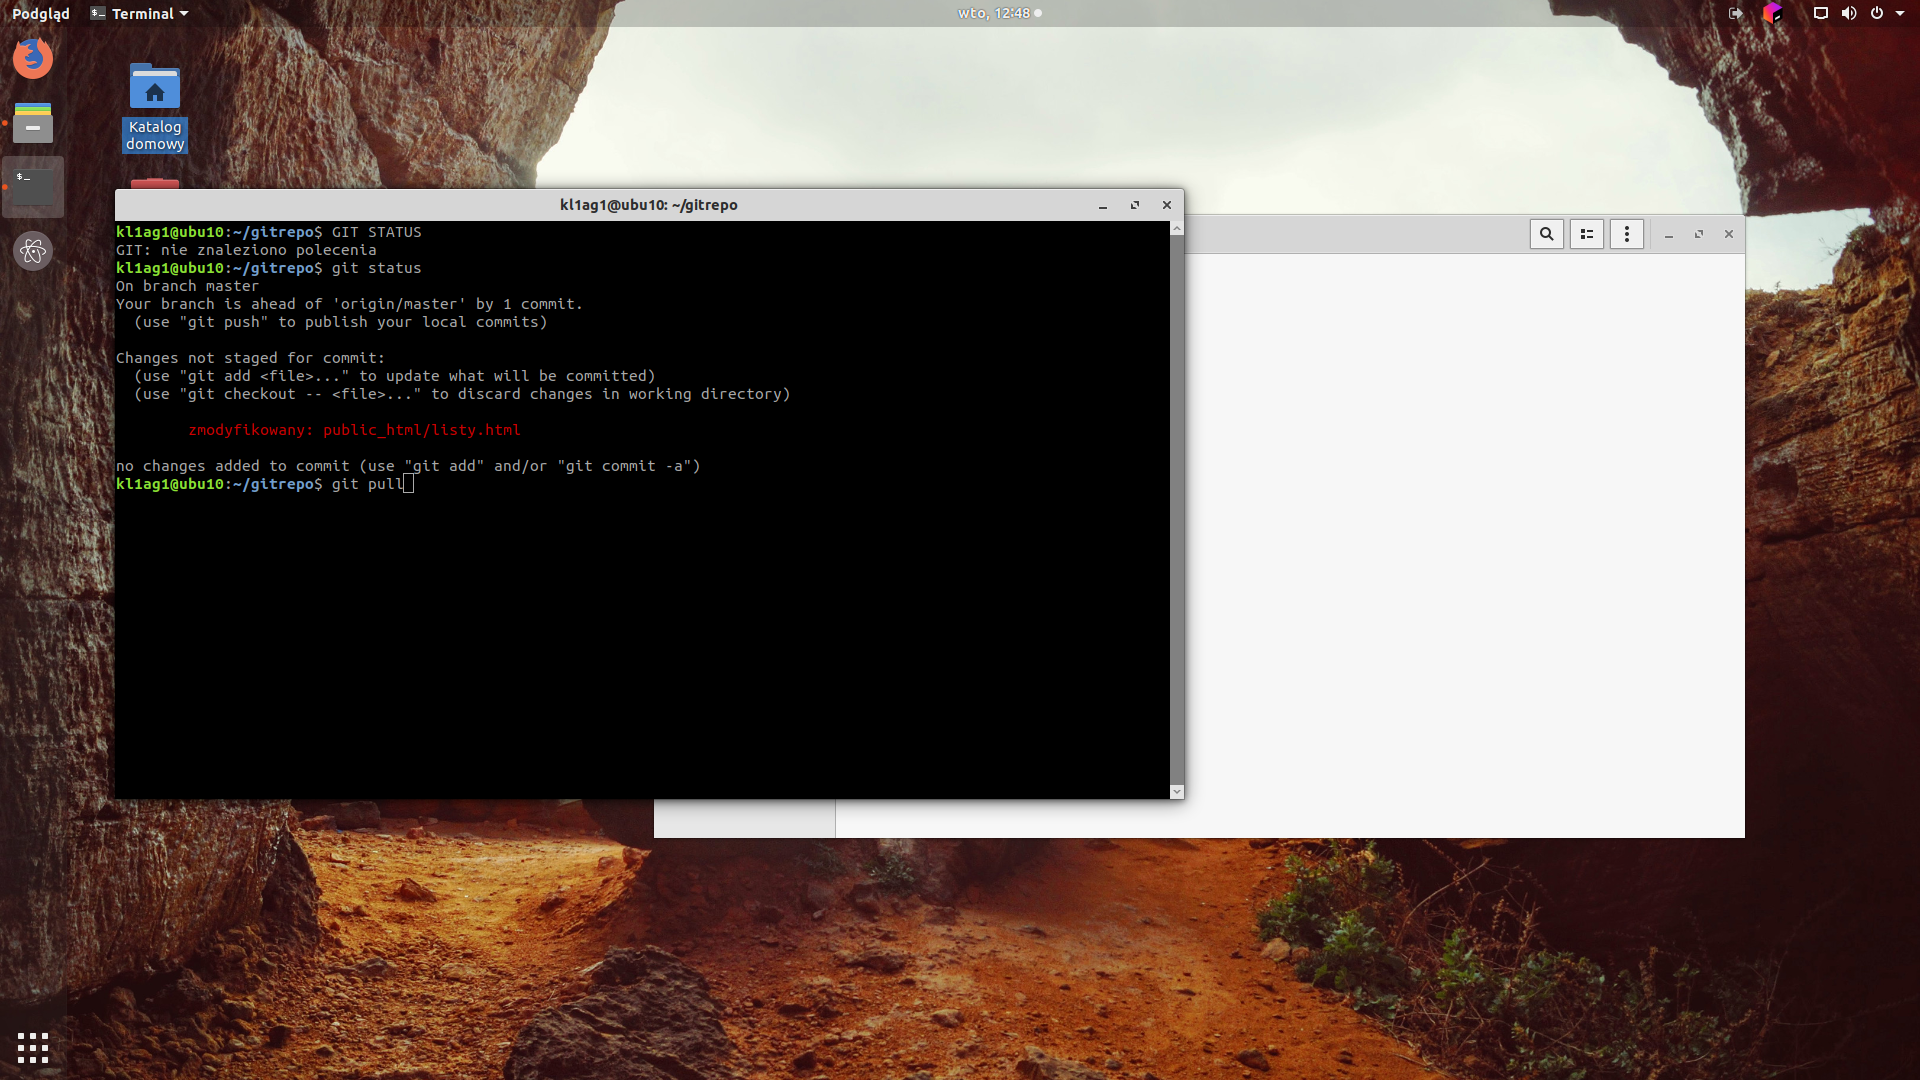 Podgląd
$_ Terminal
wto, 12:48
Katalog
domowy
$_
kl1ag1@ubu10: ~/gitrepo
kl1ag1@ubu10:~/gitrepo$ GIT STATUS
GIT: nie znaleziono polecenia
kl1ag1@ubu10:~/gitrepo$ git status
On branch master
Your branch is ahead of 'origin/master' by 1 commit.
  (use "git push" to publish your local commits)
Changes not staged for commit:
  (use "git add <file>..." to update what will be committed)
  (use "git checkout -- <file>..." to discard changes in working directory)
        zmodyfikowany: public_html/listy.html
no changes added to commit (use "git add" and/or "git commit -a")
kl1ag1@ubu10:~/gitrepo$ git pull